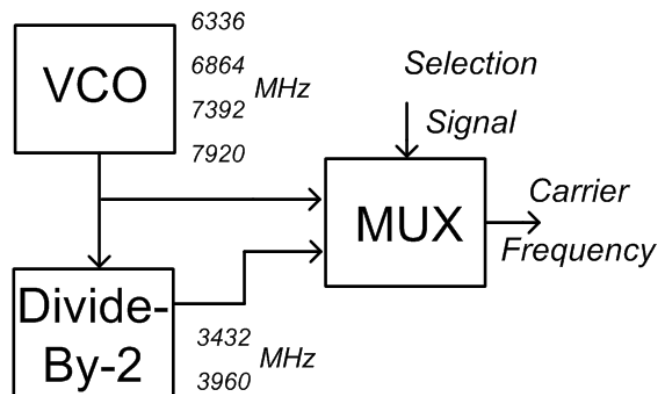 VCO
6336
6864
MHz
7392
7920
Selection
Signal
MUX
Carrier
Frequency
Divide-
By-2
3432
MHz
3960